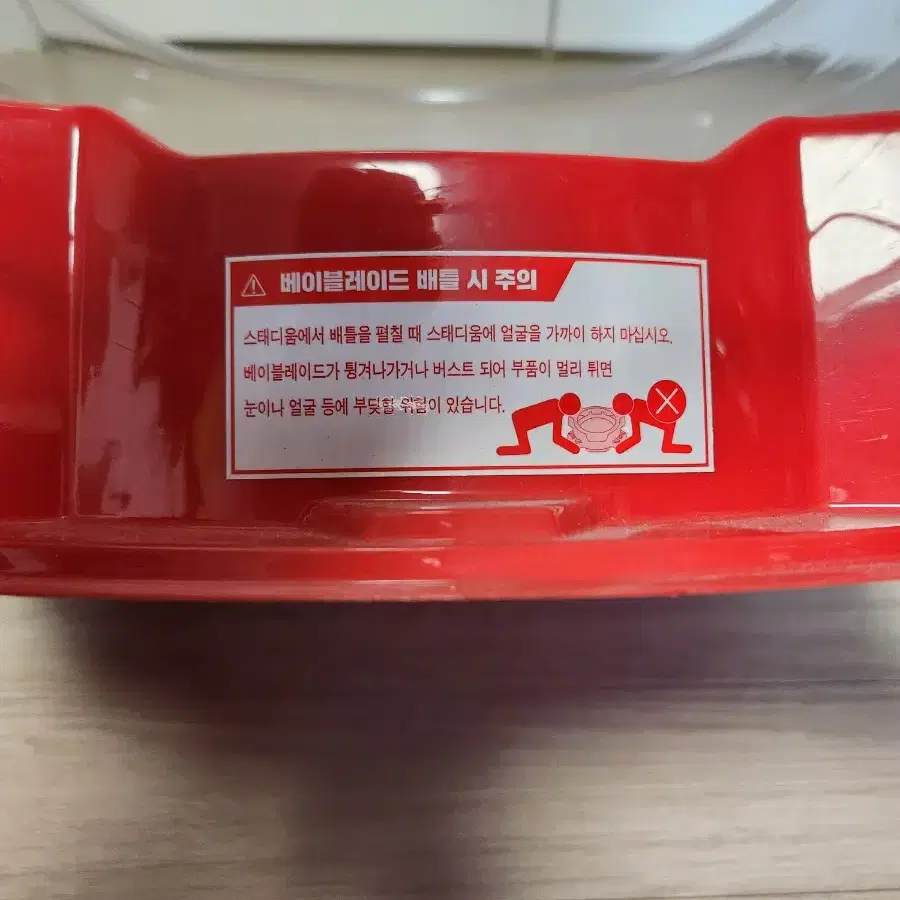 베이블레이드 배틀 시 주의
스태디움에서 배틀을 펼칠 때 스태디움에 얼굴을 가까이 하지 마십시오.
베이블레이드가 튕겨나가거나 버스트 되어 부품이 멀리 튀면
눈이나 얼굴 등에 부딪힐 위험이 있습니다.